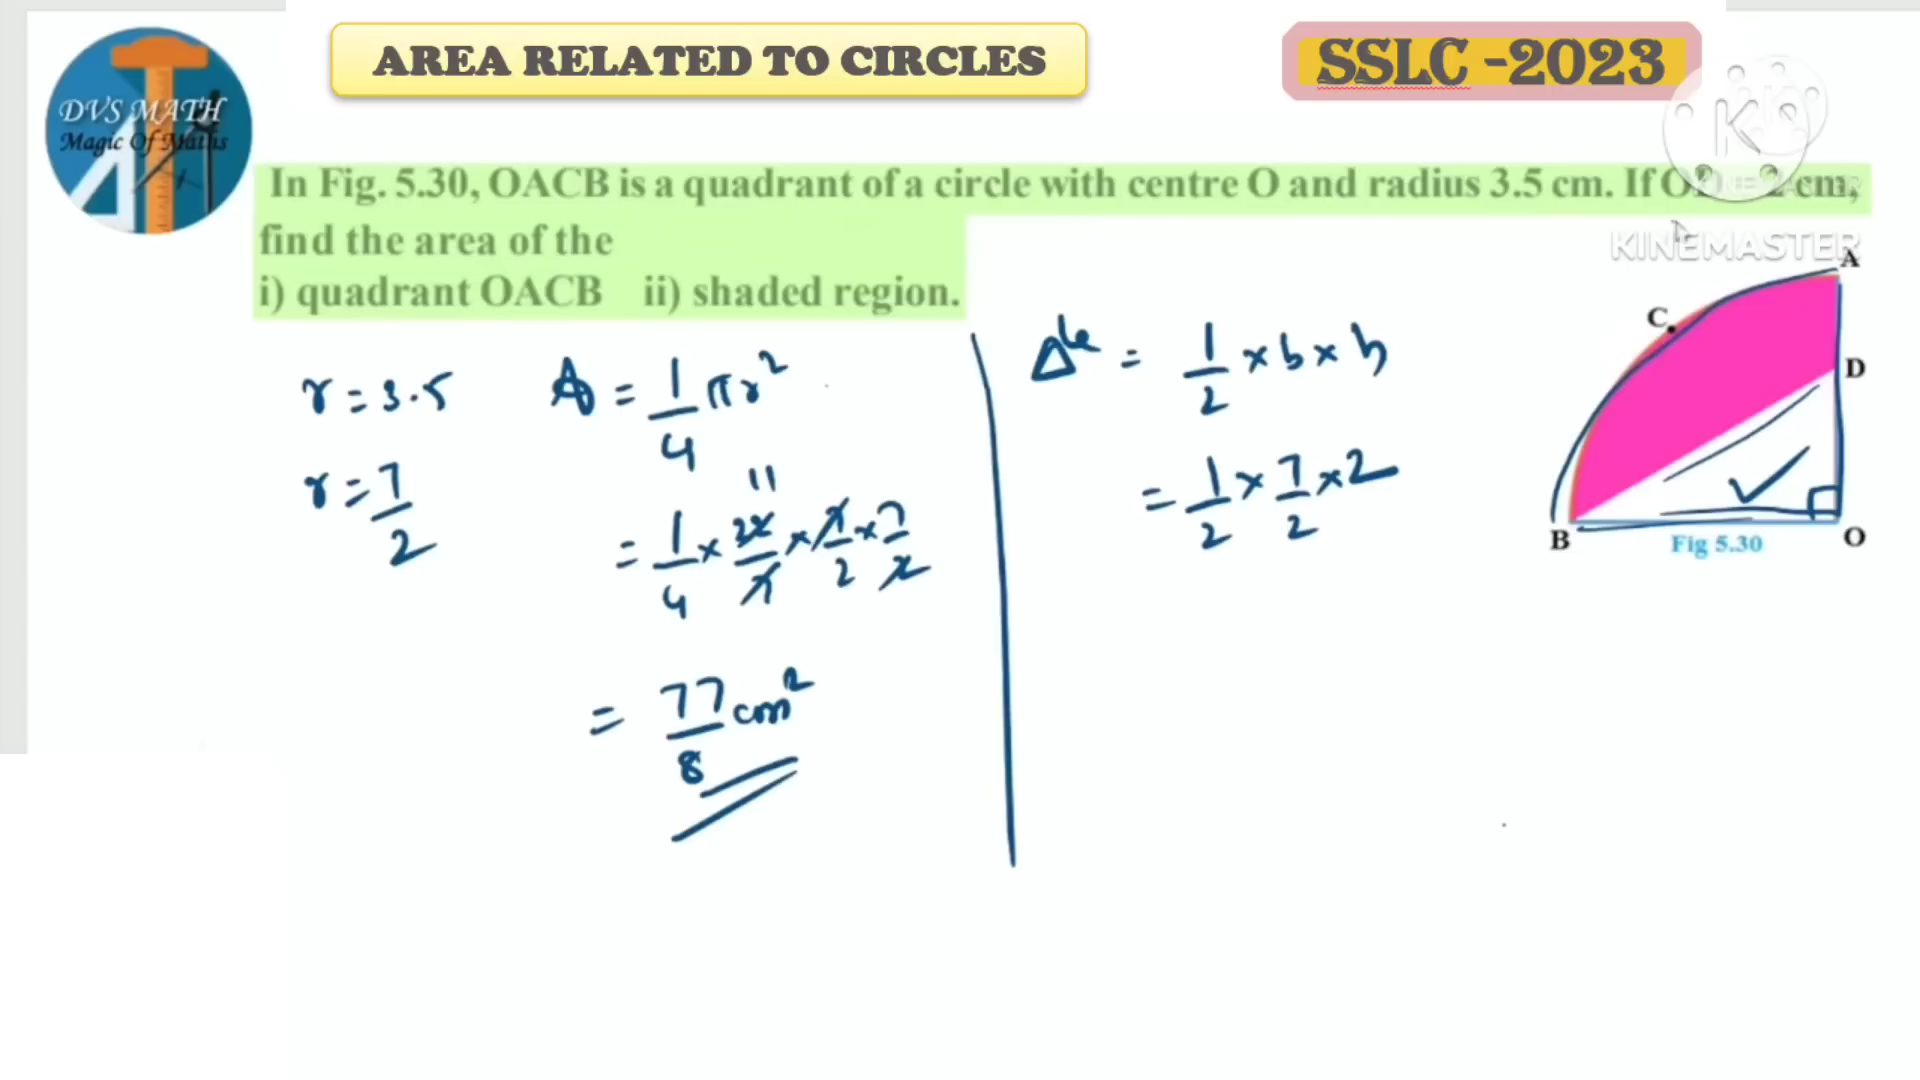 DVS MATH
Magic Of Maths
AREA RELATED TO CIRCLES
SSLC -2023
In Fig. 5.30, OACB is a quadrant of a circle with centre O and radius 3.5 cm. If OD = 2 cm,
find the area of the
i) quadrant OACB ii) shaded region.
KINEMASTER
r = 3.5
r = 7/2
A = 1/4 πr²
= 1/4 × 22/7 × 7/2 × 7/2
11
= 77/8 cm²
Δle = 1/2 × b × h
= 1/2 × 7/2 × 2
A
C
D
B
O
Fig 5.30